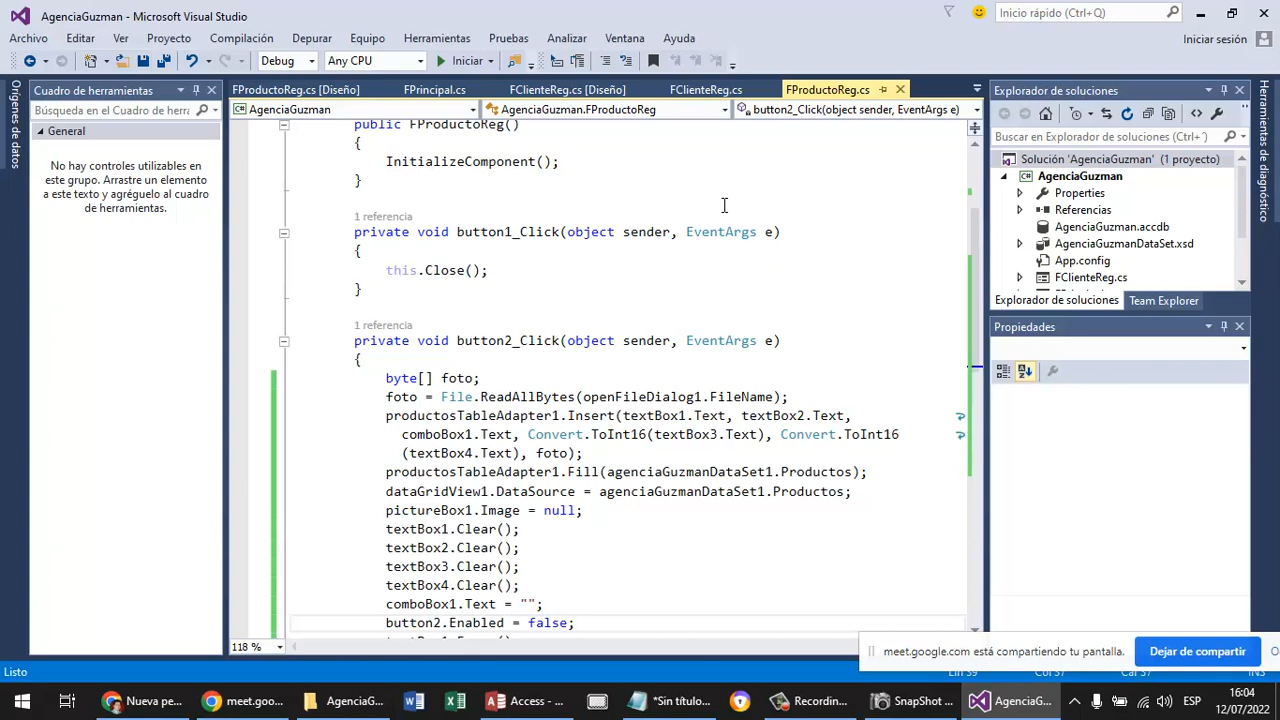 AgenciaGuzman - Microsoft Visual Studio
Inicio rápido (Ctrl+Q)
Archivo Editar Ver Proyecto Compilación Depurar Equipo Herramientas Pruebas Analizar Ventana Ayuda
Iniciar sesión
Debug Any CPU Iniciar
Orígenes de datos
Cuadro de herramientas
Búsqueda en el Cuadro de herra
General
No hay controles utilizables en
este grupo. Arrastre un elemento
a este texto y agréguelo al cuadro
de herramientas.
FProductoReg.cs [Diseño] FPrincipal.cs FClienteReg.cs [Diseño] FClienteReg.cs FProductoReg.cs
AgenciaGuzman AgenciaGuzman.FProductoReg button2_Click(object sender, EventArgs e)
public FProductoReg()
{
InitializeComponent();
}
1 referencia
private void button1_Click(object sender, EventArgs e)
{
this.Close();
}
1 referencia
private void button2_Click(object sender, EventArgs e)
{
byte[] foto;
foto = File.ReadAllBytes(openFileDialog1.FileName);
productosTableAdapter1.Insert(textBox1.Text, textBox2.Text,
comboBox1.Text, Convert.ToInt16(textBox3.Text), Convert.ToInt16
(textBox4.Text), foto);
productosTableAdapter1.Fill(agenciaGuzmanDataSet1.Productos);
dataGridView1.DataSource = agenciaGuzmanDataSet1.Productos;
pictureBox1.Image = null;
textBox1.Clear();
textBox2.Clear();
textBox3.Clear();
textBox4.Clear();
comboBox1.Text = "";
button2.Enabled = false;
118 %
Explorador de soluciones
Buscar en Explorador de soluciones (Ctrl+')
Solución 'AgenciaGuzman' (1 proyecto)
AgenciaGuzman
Properties
Referencias
AgenciaGuzman.accdb
AgenciaGuzmanDataSet.xsd
App.config
FClienteReg.cs
Explorador de soluciones Team Explorer
Propiedades
Herramientas de diagnóstico
meet.google.com está compartiendo tu pantalla. Dejar de compartir
Listo
Nueva pe... meet.goo... AgenciaG... Access - ... *Sin título... Recordin... SnapShot ... AgenciaG...
ESP
16:04
12/07/2022